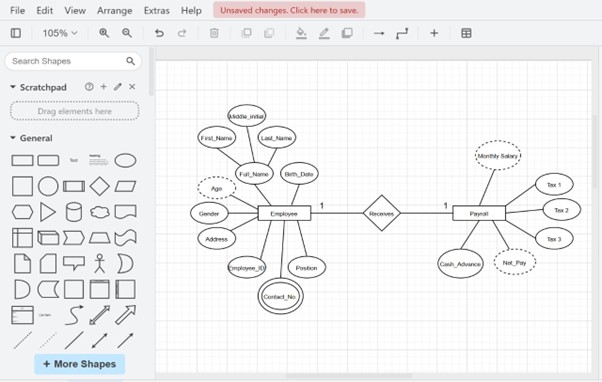 File Edit View Arrange Extras Help Unsaved changes. Click here to save.
105%
Search Shapes
Scratchpad
Drag elements here
General
Text
More Shapes
Middle_initial
First_Name
Last_Name
Full_Name
Birth_Date
Age
Gender
Address
Employee
Employee_ID
Position
Contact_No.
1
Receives
1
Payroll
Monthly Salary
Tax 1
Tax 2
Tax 3
Cash_Advance
Net_Pay